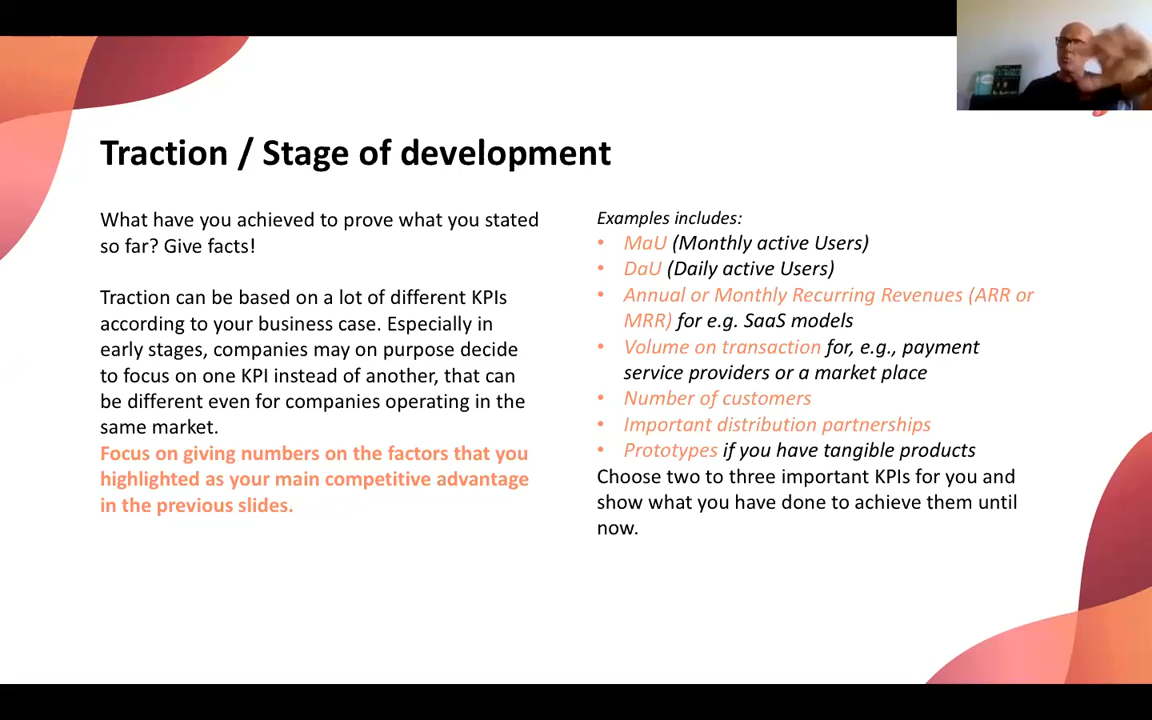 Traction / Stage of development
What have you achieved to prove what you stated
so far? Give facts!
Traction can be based on a lot of different KPIs
according to your business case. Especially in
early stages, companies may on purpose decide
to focus on one KPI instead of another, that can
be different even for companies operating in the
same market.
Focus on giving numbers on the factors that you
highlighted as your main competitive advantage
in the previous slides.
Examples includes:
• MaU (Monthly active Users)
• DaU (Daily active Users)
• Annual or Monthly Recurring Revenues (ARR or
MRR) for e.g. SaaS models
• Volume on transaction for, e.g., payment
service providers or a market place
• Number of customers
• Important distribution partnerships
• Prototypes if you have tangible products
Choose two to three important KPIs for you and
show what you have done to achieve them until
now.